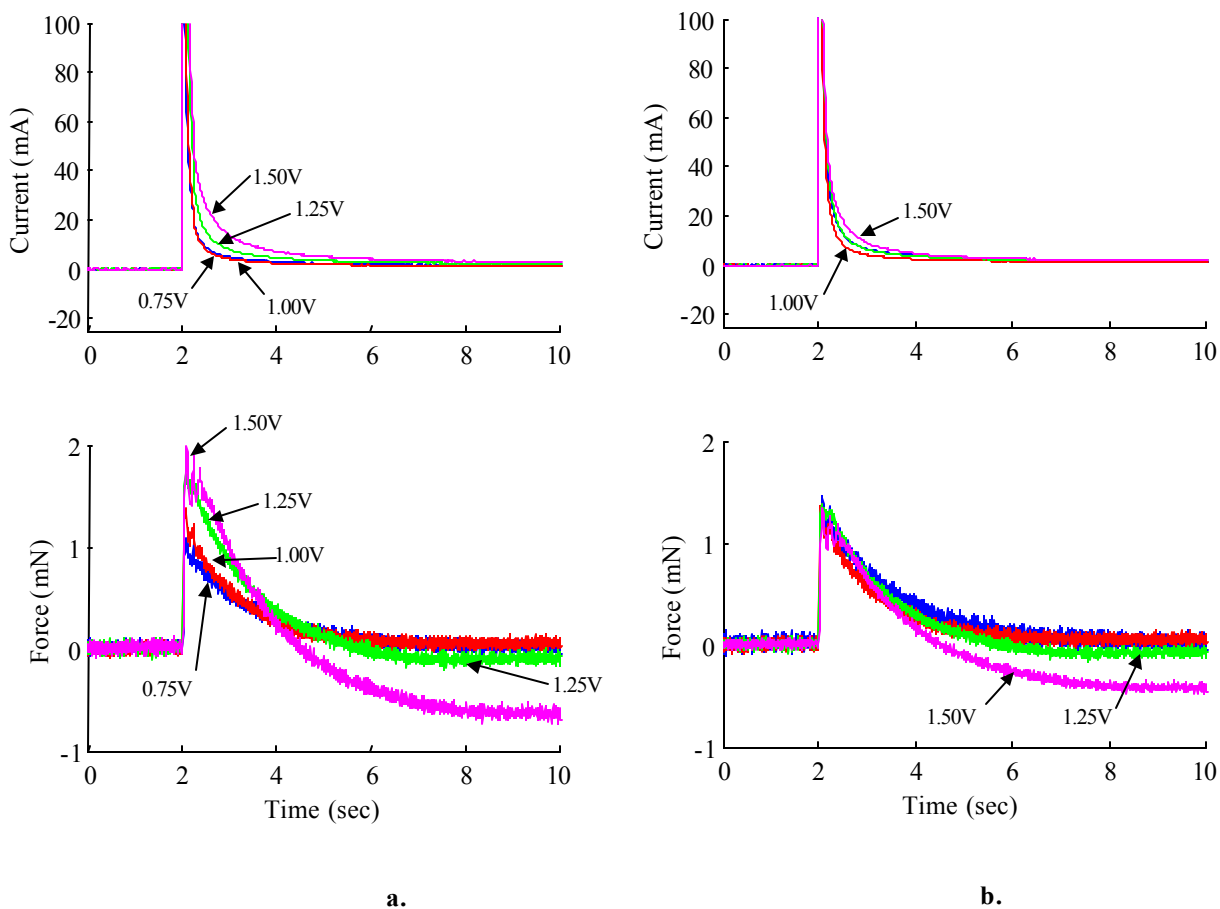 100
80
60
40
20
0
-20
Current (mA)
1.50V
1.25V
0.75V
1.00V
0 2 4 6 8 10
100
80
60
40
20
0
-20
Current (mA)
1.50V
1.00V
0 2 4 6 8 10
2
1
0
-1
Force (mN)
1.50V
1.25V
1.00V
0.75V
1.25V
0 2 4 6 8 10
Time (sec)
2
1
0
-1
Force (mN)
1.50V
1.25V
0 2 4 6 8 10
Time (sec)
a.
b.